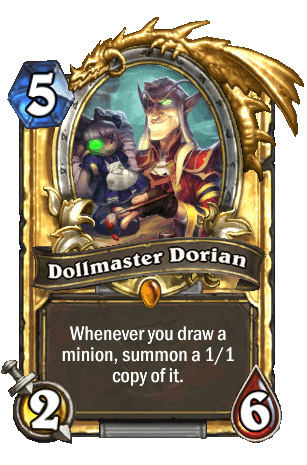 5
Dollmaster Dorian
Whenever you draw a
minion, summon a 1/1
copy of it.
2
6